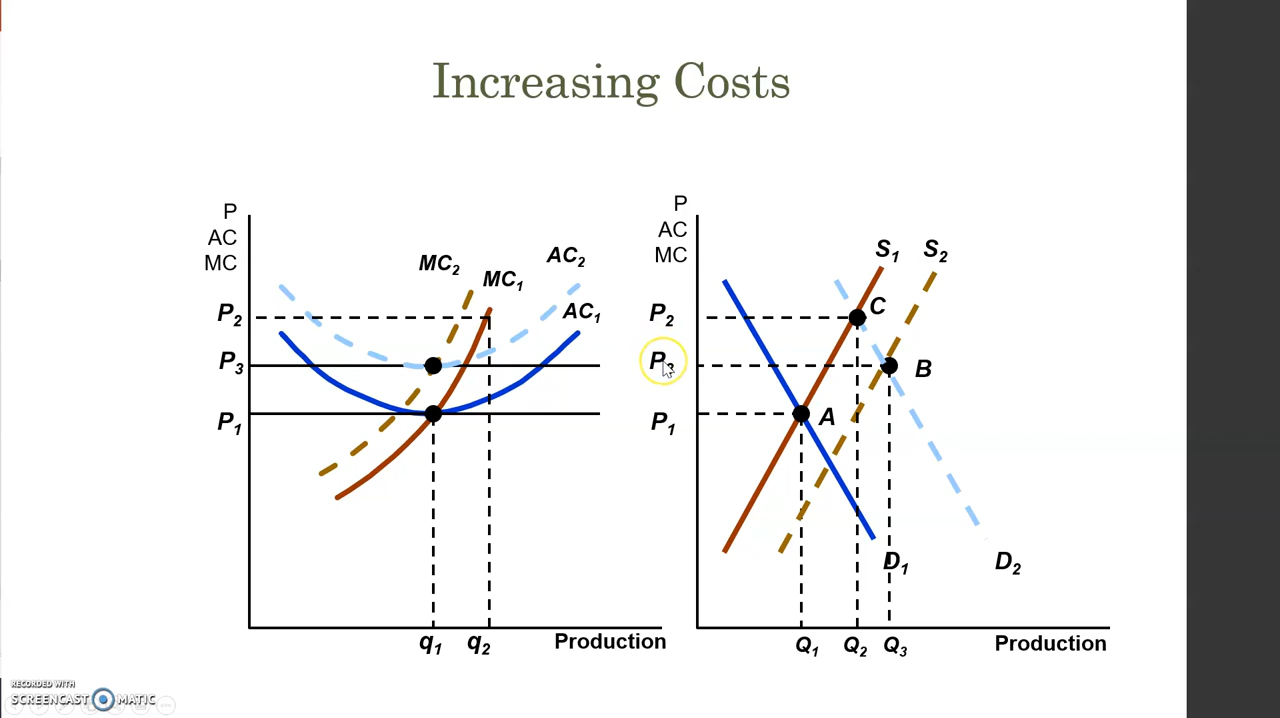 Increasing Costs
P
AC
MC
P2
P3
P1
MC2
MC1
AC2
AC1
q1
q2
Production
P
AC
MC
P2
P3
P1
S1
S2
C
B
A
D1
D2
Q1
Q2
Q3
Production
RECORDED WITH
SCREENCAST MATIC